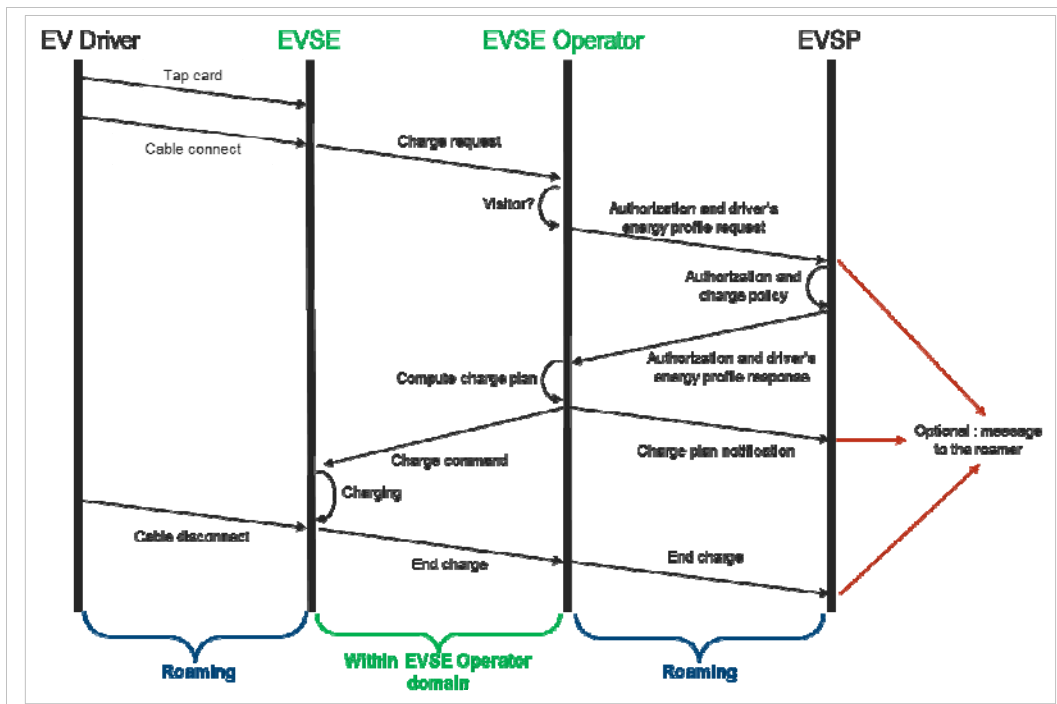 EV Driver
EVSE
EVSE Operator
EVSP
Tap card
Cable connect
Charge request
Visitor?
Authorization and driver's
energy profile request
Authorization and
charge policy
Authorization and driver's
energy profile response
Compute charge plan
Optional : message
to the roamer
Charge command
Charge plan notification
Charging
Cable disconnect
End charge
End charge
Roaming
Within EVSE Operator
domain
Roaming